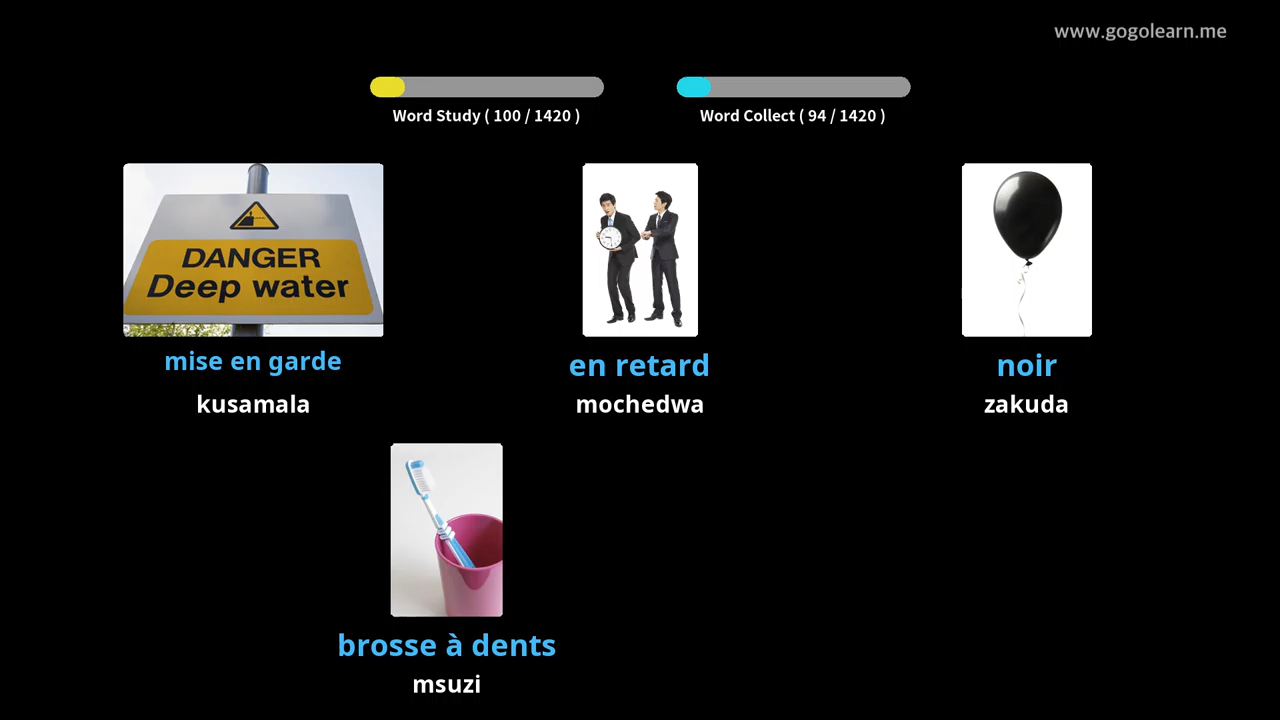 www.gogolearn.me
Word Study ( 100 / 1420 )
Word Collect ( 94 / 1420 )
DANGER
Deep water
mise en garde
kusamala
en retard
mochedwa
noir
zakuda
brosse à dents
msuzi